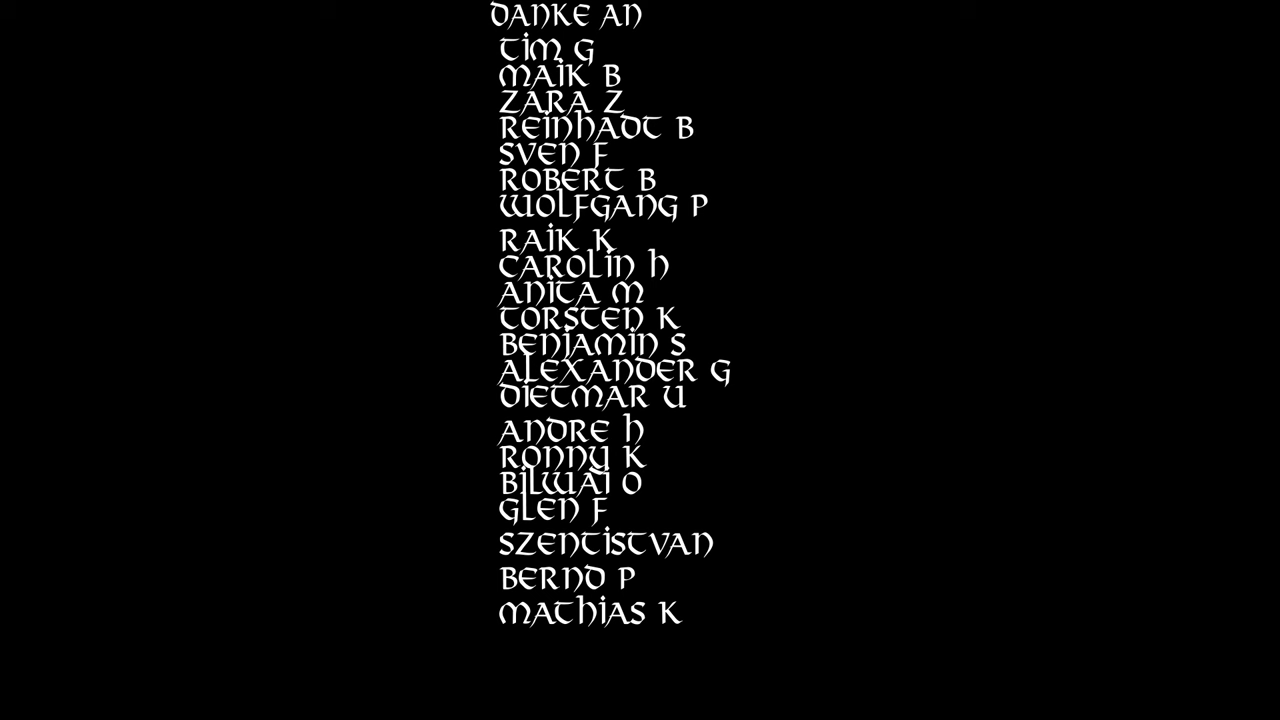 DANKE AN
TIM G
MAIK B
ZARA Z
REINHADT B
SVEN F
ROBERT B
WOLFGANG P
RAIK K
CAROLIN H
ANITA M
TORSTEN K
BENJAMIN S
ALEXANDER G
DIETMAR U
ANDRE H
RONNY K
BILWAI O
GLEN F
SZENTISTVAN
BERND P
MATHIAS K